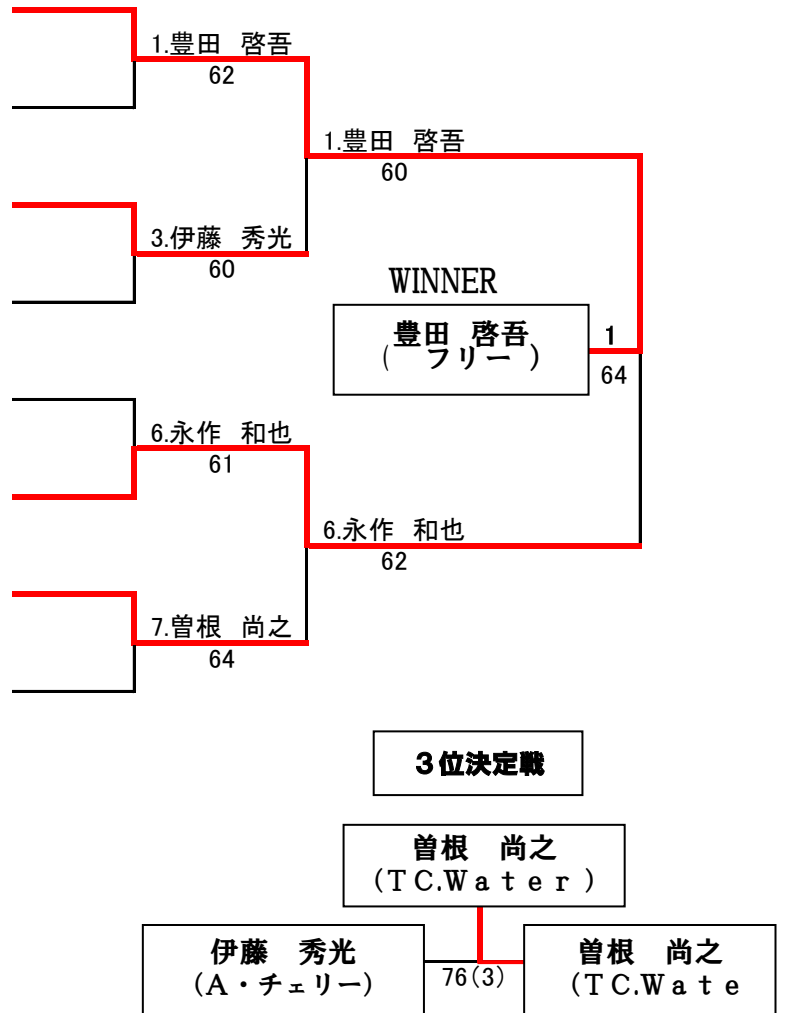 1.豊田 啓吾
62
1.豊田 啓吾
60
3.伊藤 秀光
60
WINNER
豊田 啓吾
( フリー )
1
64
6.永作 和也
61
6.永作 和也
62
7.曽根 尚之
64
３位決定戦
曽根 尚之
(ＴＣ.Ｗａｔｅｒ)
伊藤 秀光
(Ａ・チェリー)
76(3)
曽根 尚之
(ＴＣ.Ｗａｔｅ